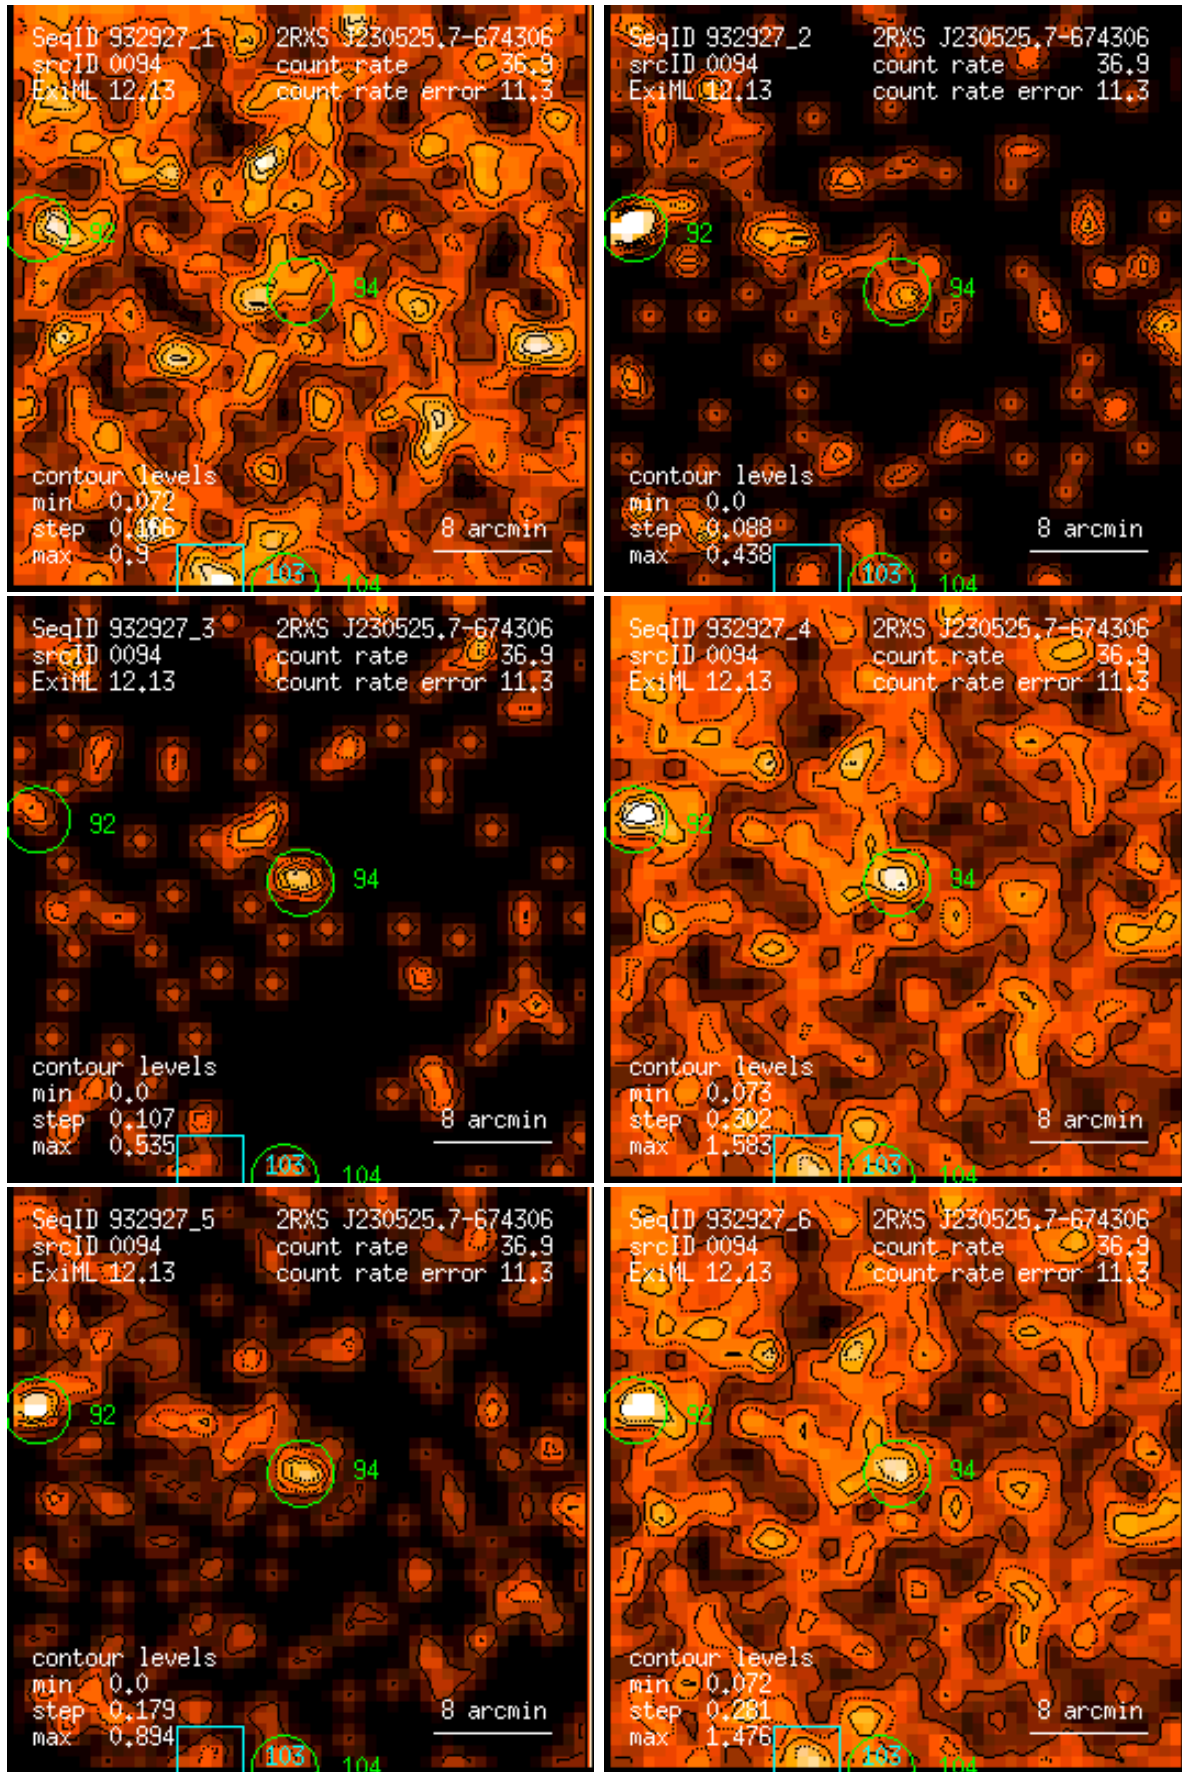 SeqID 932927_1 2RXS J230525.7-674306
srcID 0094 count rate 36.9
ExiML 12.13 count rate error 11.3
92
94
contour levels
min 0.072
step 0.166
max 0.9
8 arcmin
103
104
SeqID 932927_2 2RXS J230525.7-674306
srcID 0094 count rate 36.9
ExiML 12.13 count rate error 11.3
92
94
contour levels
min 0.0
step 0.088
max 0.438
8 arcmin
103
104
SeqID 932927_3 2RXS J230525.7-674306
srcID 0094 count rate 36.9
ExiML 12.13 count rate error 11.3
92
94
contour levels
min 0.0
step 0.107
max 0.535
8 arcmin
103
104
SeqID 932927_4 2RXS J230525.7-674306
srcID 0094 count rate 36.9
ExiML 12.13 count rate error 11.3
92
94
contour levels
min 0.073
step 0.302
max 1.583
8 arcmin
103
104
SeqID 932927_5 2RXS J230525.7-674306
srcID 0094 count rate 36.9
ExiML 12.13 count rate error 11.3
92
94
contour levels
min 0.0
step 0.179
max 0.894
8 arcmin
103
104
SeqID 932927_6 2RXS J230525.7-674306
srcID 0094 count rate 36.9
ExiML 12.13 count rate error 11.3
92
94
contour levels
min 0.072
step 0.281
max 1.476
8 arcmin
103
104